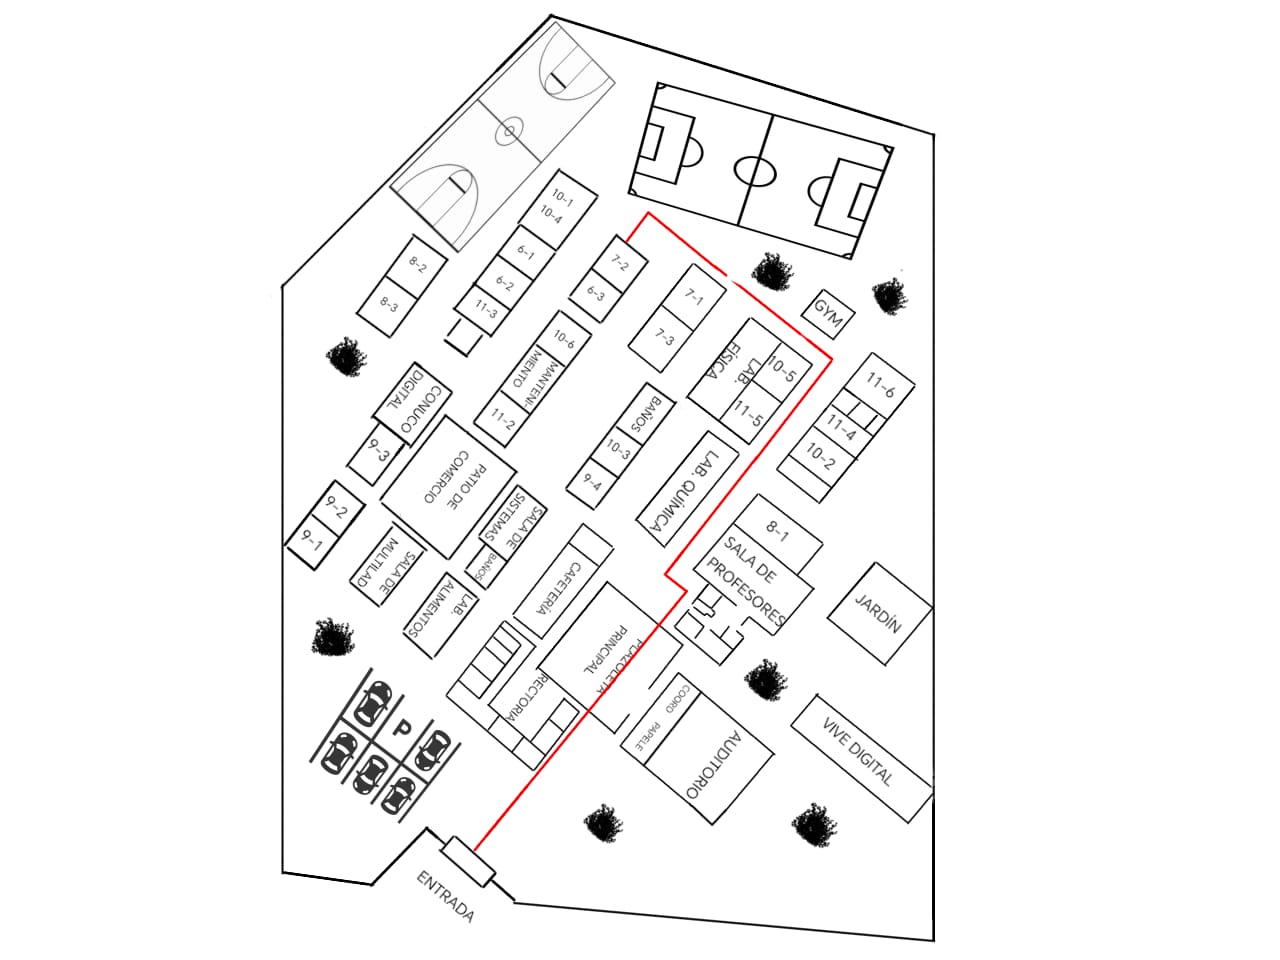 10-1
10-4
8-2
8-3
6-1
6-2
11-3
7-2
6-3
7-1
7-3
GYM
10-6
MANTENI-
MIENTO
11-2
LAB.
FÍSICA
10-5
11-5
11-6
11-4
10-2
CONUCO
DIGITAL
9-3
BAÑOS
10-3
9-4
PATIO DE
COMERCIO
LAB. QUÍMICA
9-2
9-1
SALA DE
SISTEMAS
BAÑOS
SALA DE
MULTILAD
8-1
SALA DE
PROFESORES
CAFETERÍA
LAB.
ALIMENTOS
JARDÍN
PLAZOLETA
PRINCIPAL
RECTORIA
COORD
PAPELE
AUDITORIO
VIVE DIGITAL
P
ENTRADA